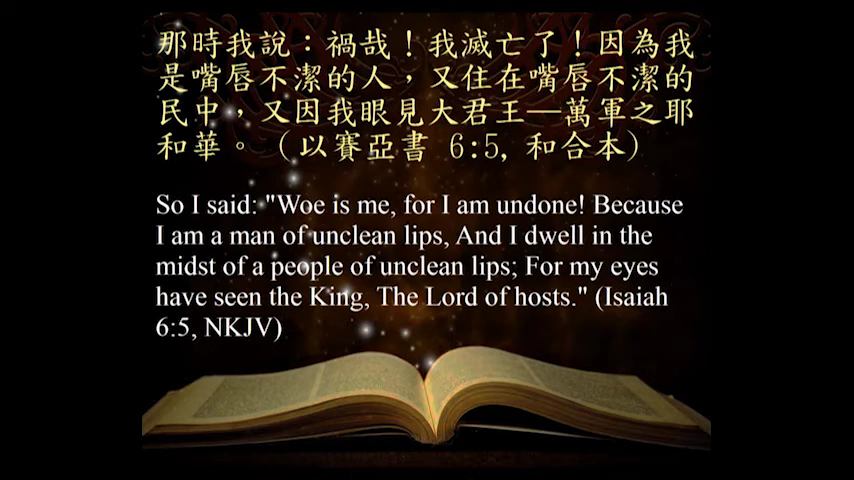 那時我說：禍哉！我滅亡了！因為我
是嘴唇不潔的人，又住在嘴唇不潔的
民中，又因我眼見大君王—萬軍之耶
和華。（以賽亞書 6:5, 和合本）
So I said: "Woe is me, for I am undone! Because
I am a man of unclean lips, And I dwell in the
midst of a people of unclean lips; For my eyes
have seen the King, The Lord of hosts." (Isaiah
6:5, NKJV)